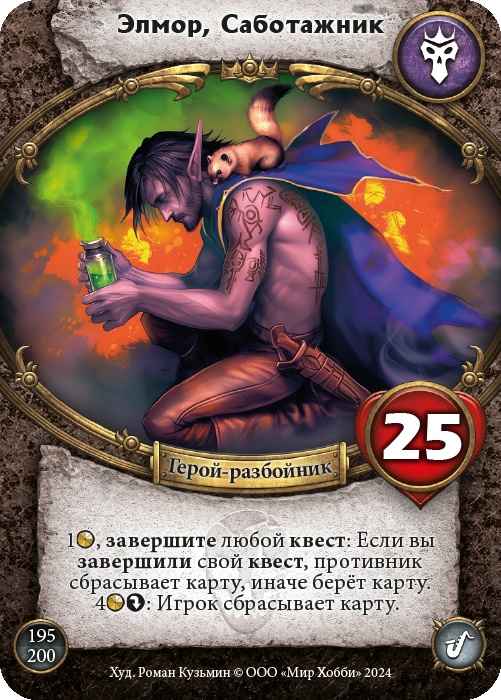 Элмор, Саботажник
25
Герой-разбойник
1, завершите любой квест: Если вы
завершили свой квест, противник
сбрасывает карту, иначе берёт карту.
4: Игрок сбрасывает карту.
195
200
Худ. Роман Кузьмин © ООО «Мир Хобби» 2024